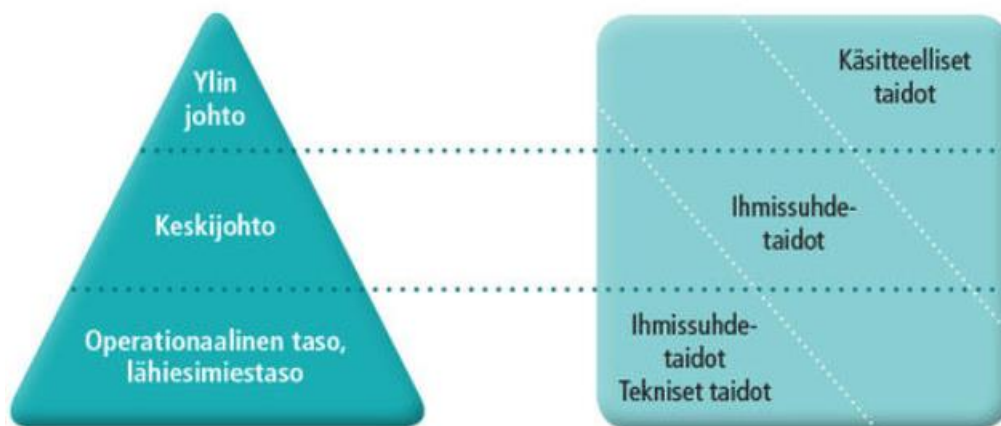 Ylin
johto
Keskijohto
Operationaalinen taso,
lähiesimiestaso
Käsitteelliset
taidot
Ihmissuhde-
taidot
Ihmissuhde-
taidot
Tekniset taidot